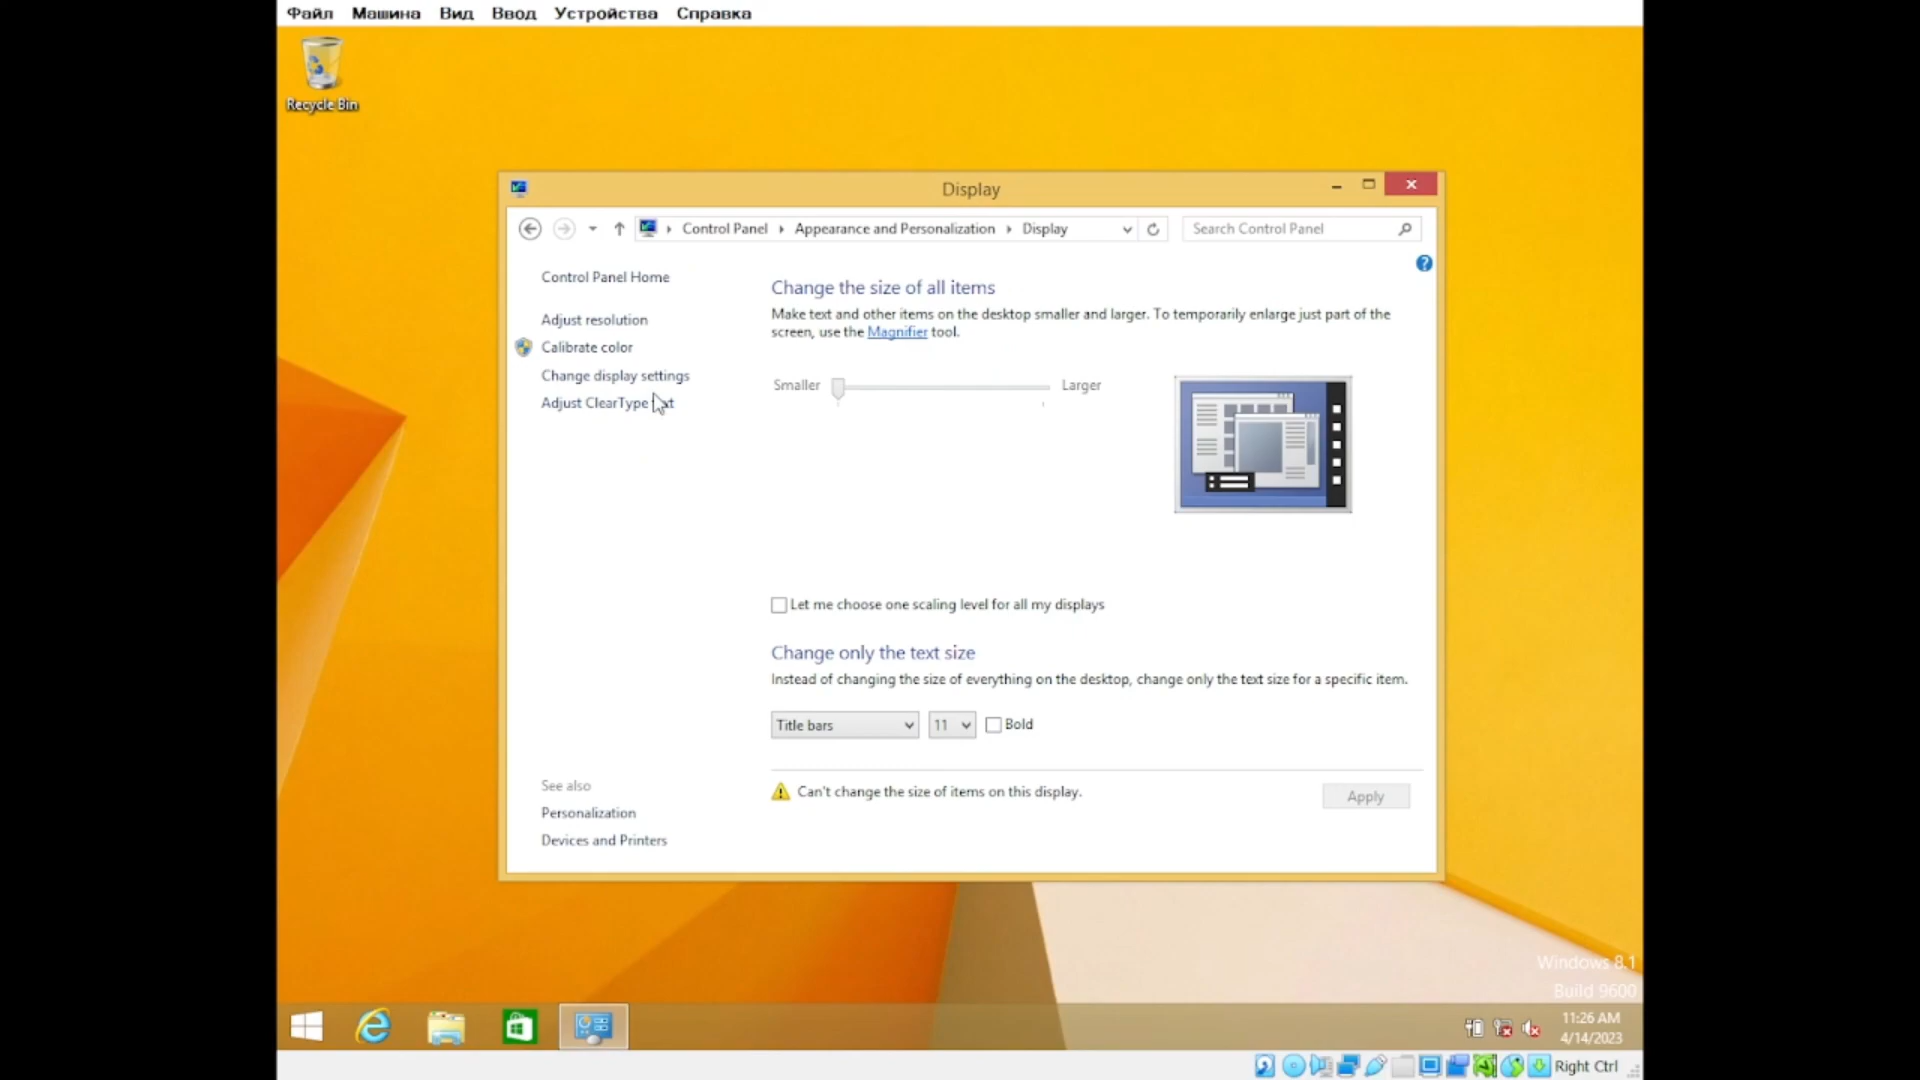 Файл Машина Вид Ввод Устройства Справка
Recycle Bin
Display
Control Panel Appearance and Personalization Display
Search Control Panel
Control Panel Home
Adjust resolution
Calibrate color
Change display settings
Adjust ClearType
Change the size of all items
Make text and other items on the desktop smaller and larger. To temporarily enlarge just part of the
screen, use the Magnifier tool.
Smaller Larger
Let me choose one scaling level for all my displays
Change only the text size
Instead of changing the size of everything on the desktop, change only the text size for a specific item.
Title bars 11 Bold
Can't change the size of items on this display.
Apply
See also
Personalization
Devices and Printers
Windows 8.1
Build 9600
11:26 AM
4/14/2023
Right Ctrl